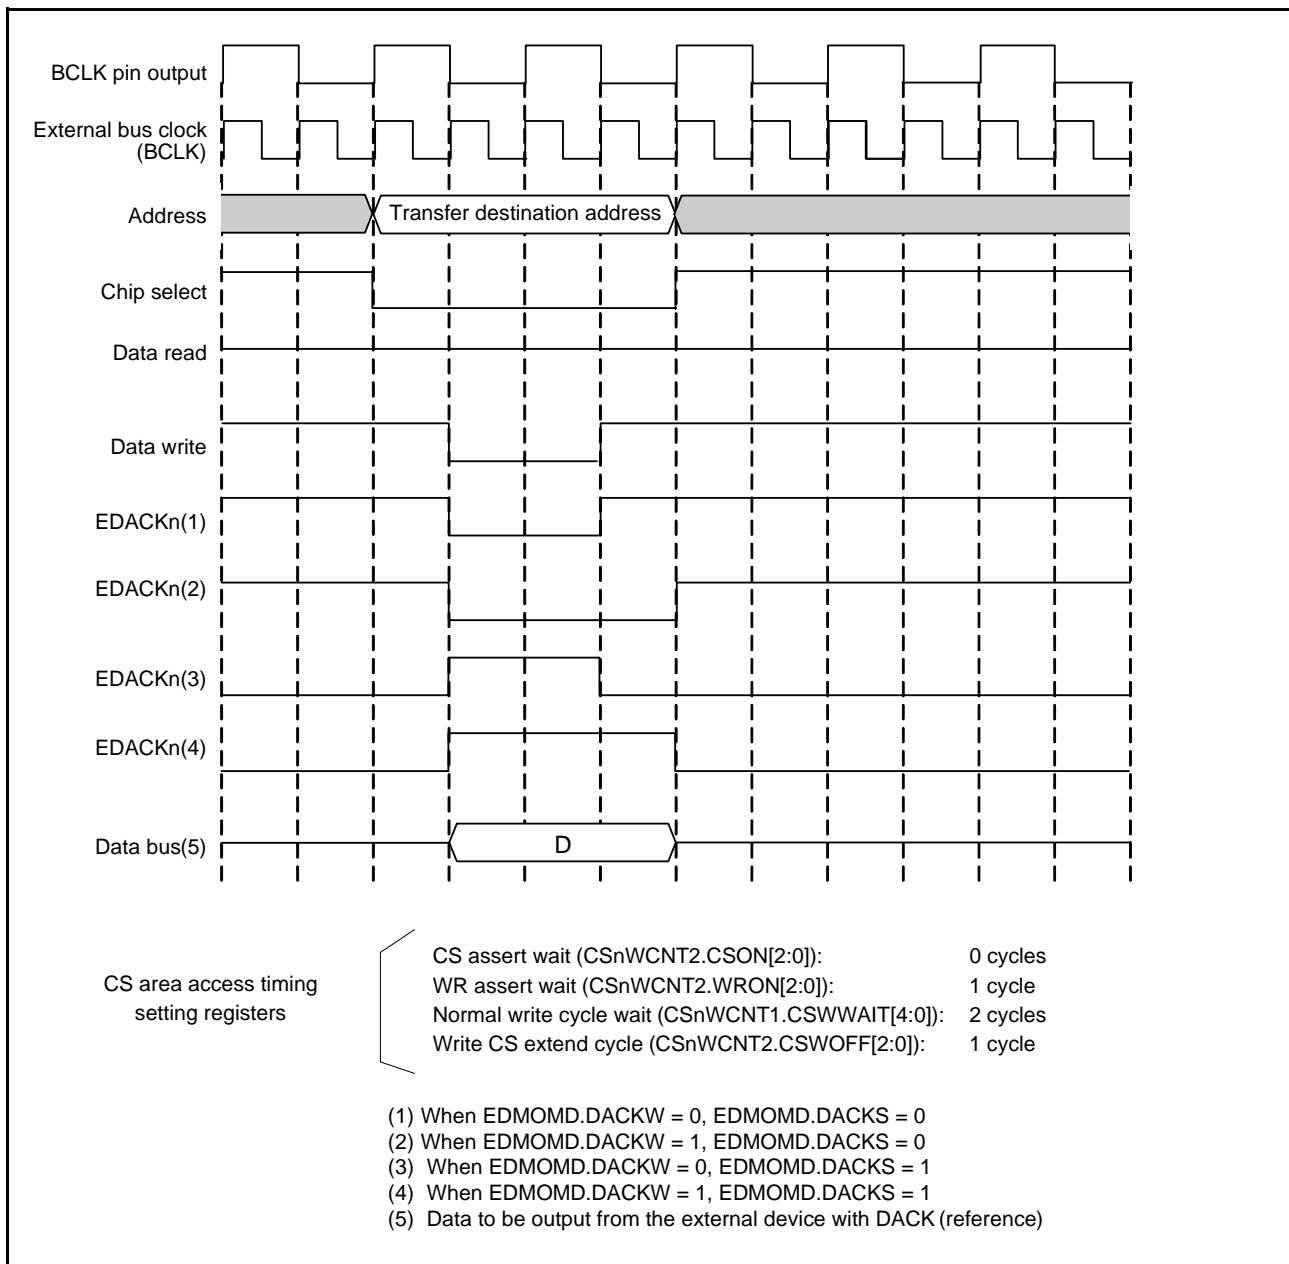 BCLK pin output
External bus clock
(BCLK)
Address
Transfer destination address
Chip select
Data read
Data write
EDACKn(1)
EDACKn(2)
EDACKn(3)
EDACKn(4)
Data bus(5)
D
CS area access timing
setting registers
CS assert wait (CSnWCNT2.CSON[2:0]): 0 cycles
WR assert wait (CSnWCNT2.WRON[2:0]): 1 cycle
Normal write cycle wait (CSnWCNT1.CSWWAIT[4:0]): 2 cycles
Write CS extend cycle (CSnWCNT2.CSWOFF[2:0]): 1 cycle
(1) When EDMOMD.DACKW = 0, EDMOMD.DACKS = 0
(2) When EDMOMD.DACKW = 1, EDMOMD.DACKS = 0
(3) When EDMOMD.DACKW = 0, EDMOMD.DACKS = 1
(4) When EDMOMD.DACKW = 1, EDMOMD.DACKS = 1
(5) Data to be output from the external device with DACK (reference)